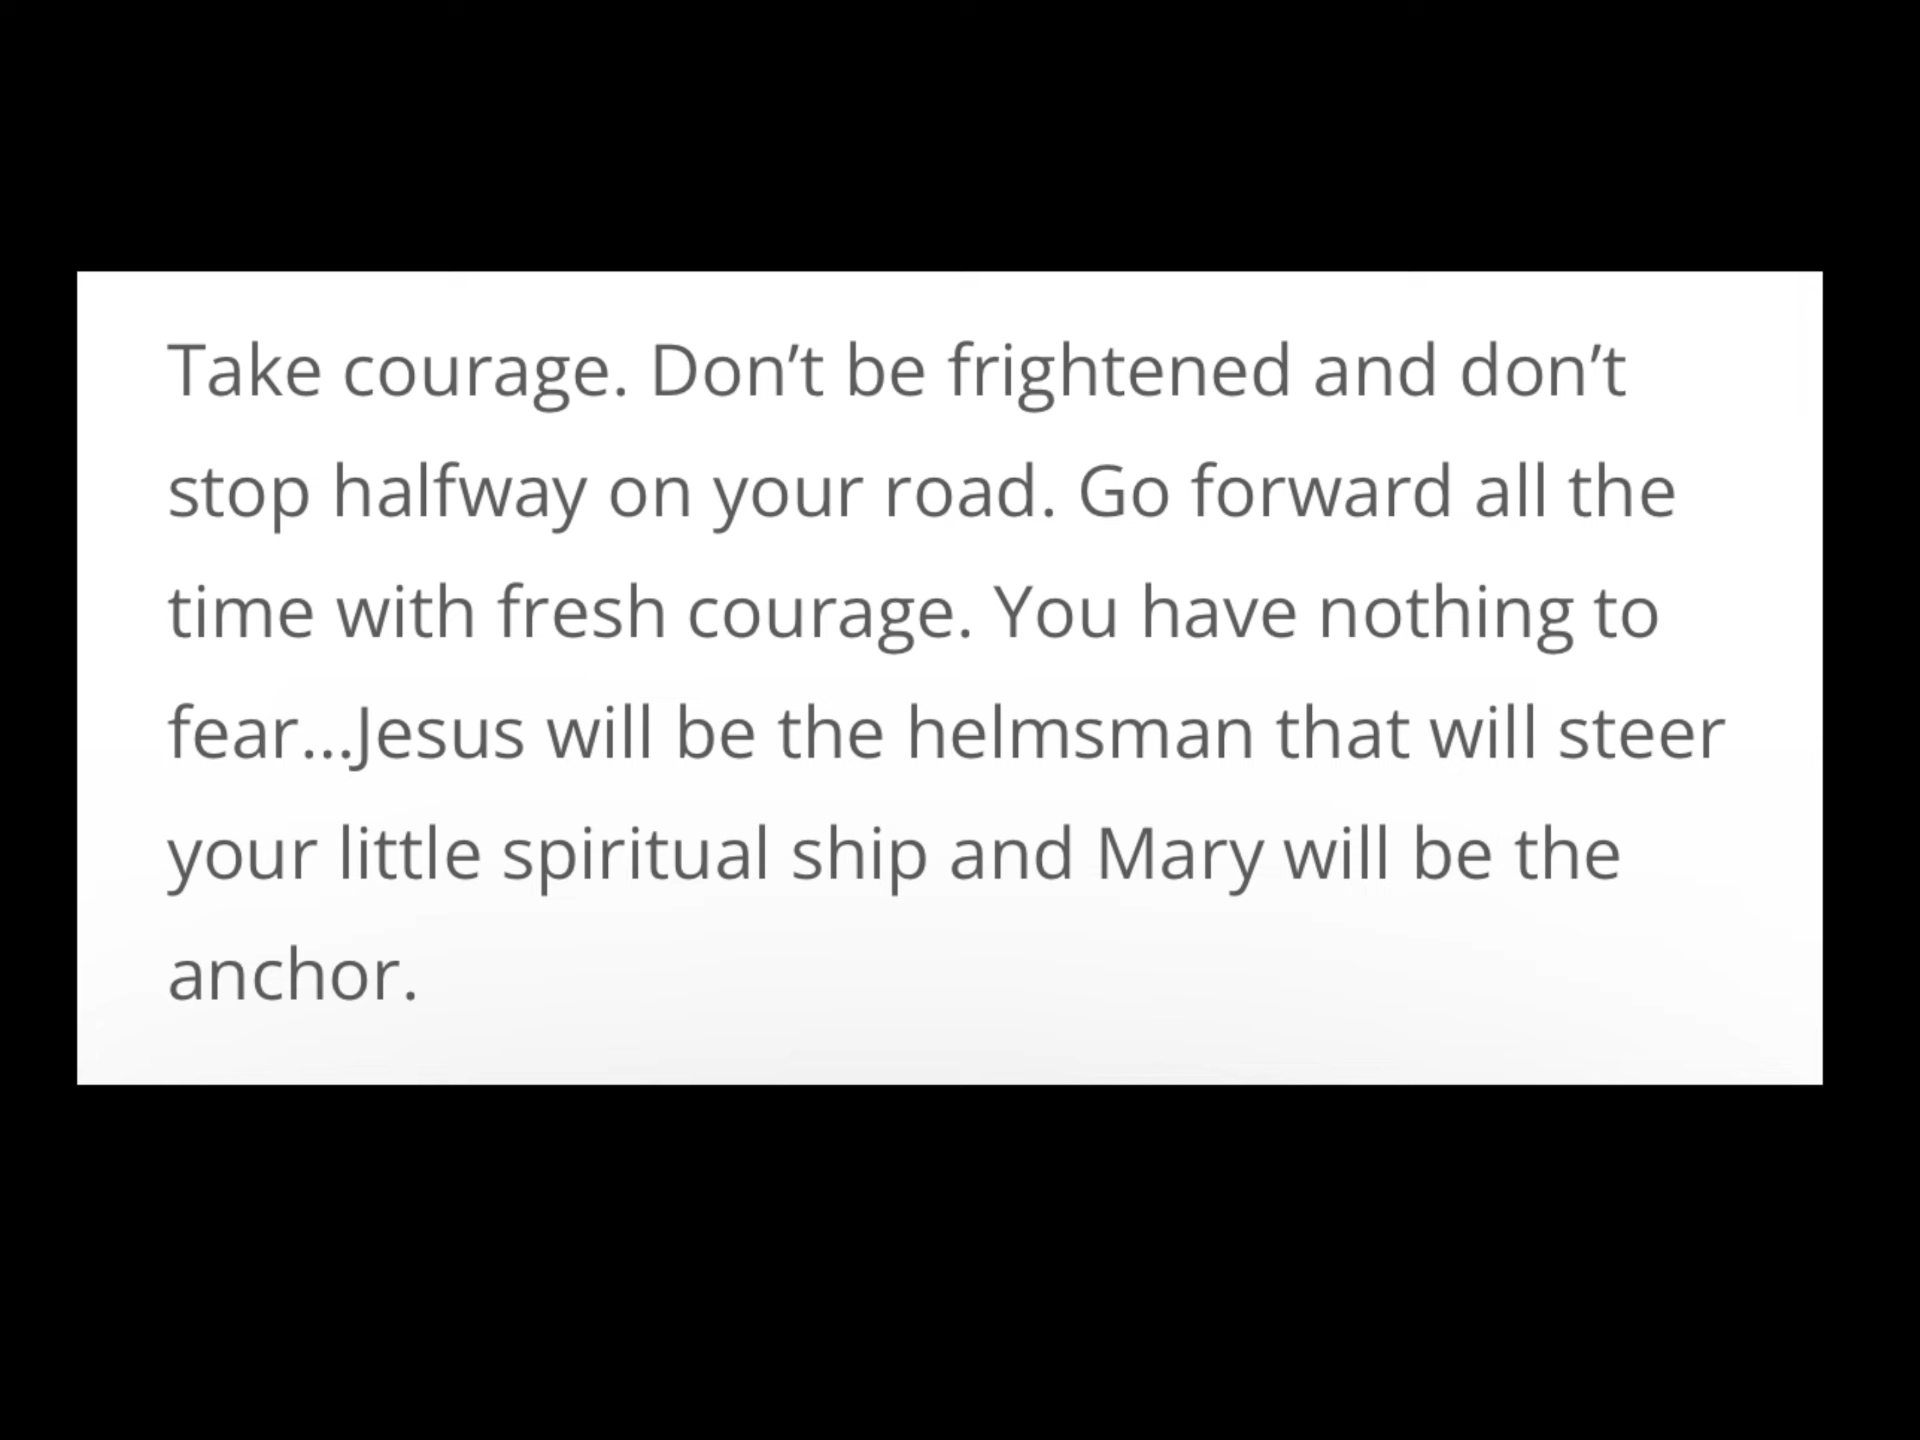 Take courage. Don’t be frightened and don’t
stop halfway on your road. Go forward all the
time with fresh courage. You have nothing to
fear...Jesus will be the helmsman that will steer
your little spiritual ship and Mary will be the
anchor.